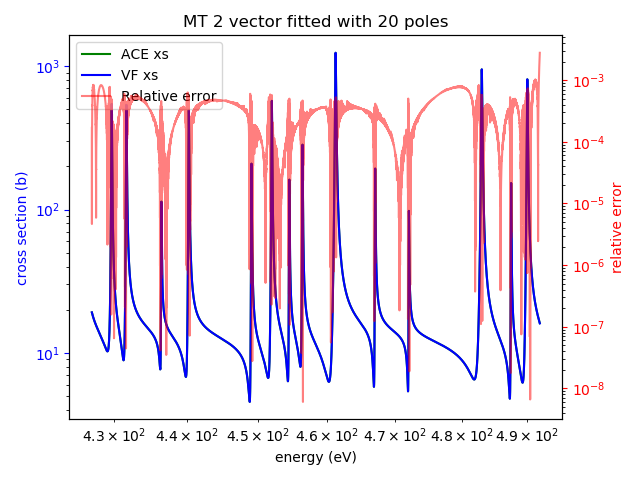 MT 2 vector fitted with 20 poles
ACE xs
VF xs
Relative error
10³
10²
10¹
cross section (b)
10⁻³
10⁻⁴
10⁻⁵
10⁻⁶
10⁻⁷
10⁻⁸
relative error
4.3 × 10² 4.4 × 10² 4.5 × 10² 4.6 × 10² 4.7 × 10² 4.8 × 10² 4.9 × 10²
energy (eV)